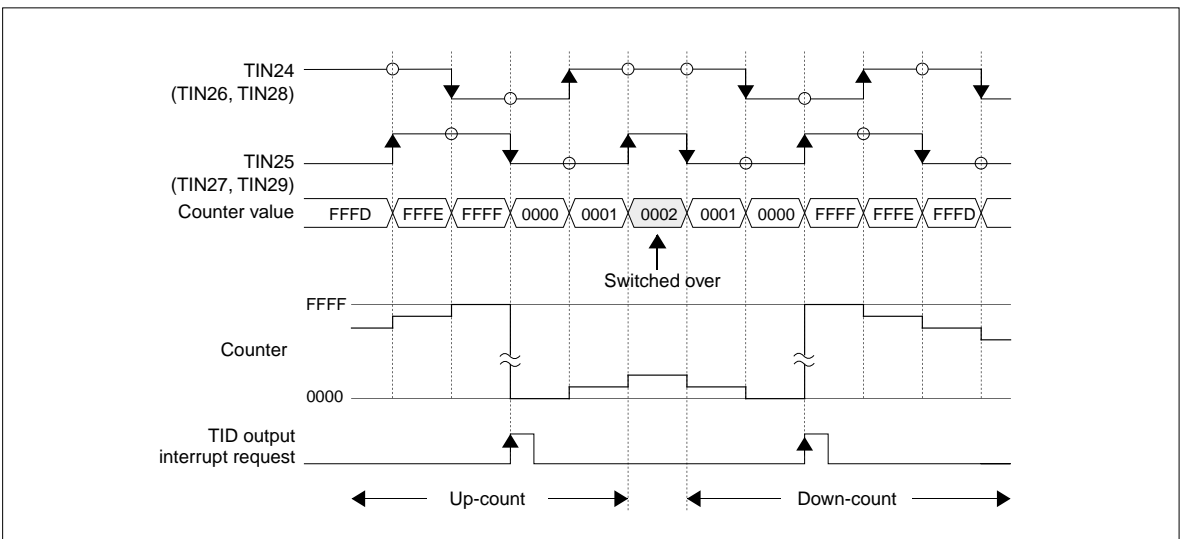 TIN24
(TIN26, TIN28)
TIN25
(TIN27, TIN29)
Counter value FFFD FFFE FFFF 0000 0001 0002 0001 0000 FFFF FFFE FFFD
Switched over
FFFF
Counter
0000
TID output
interrupt request
Up-count Down-count